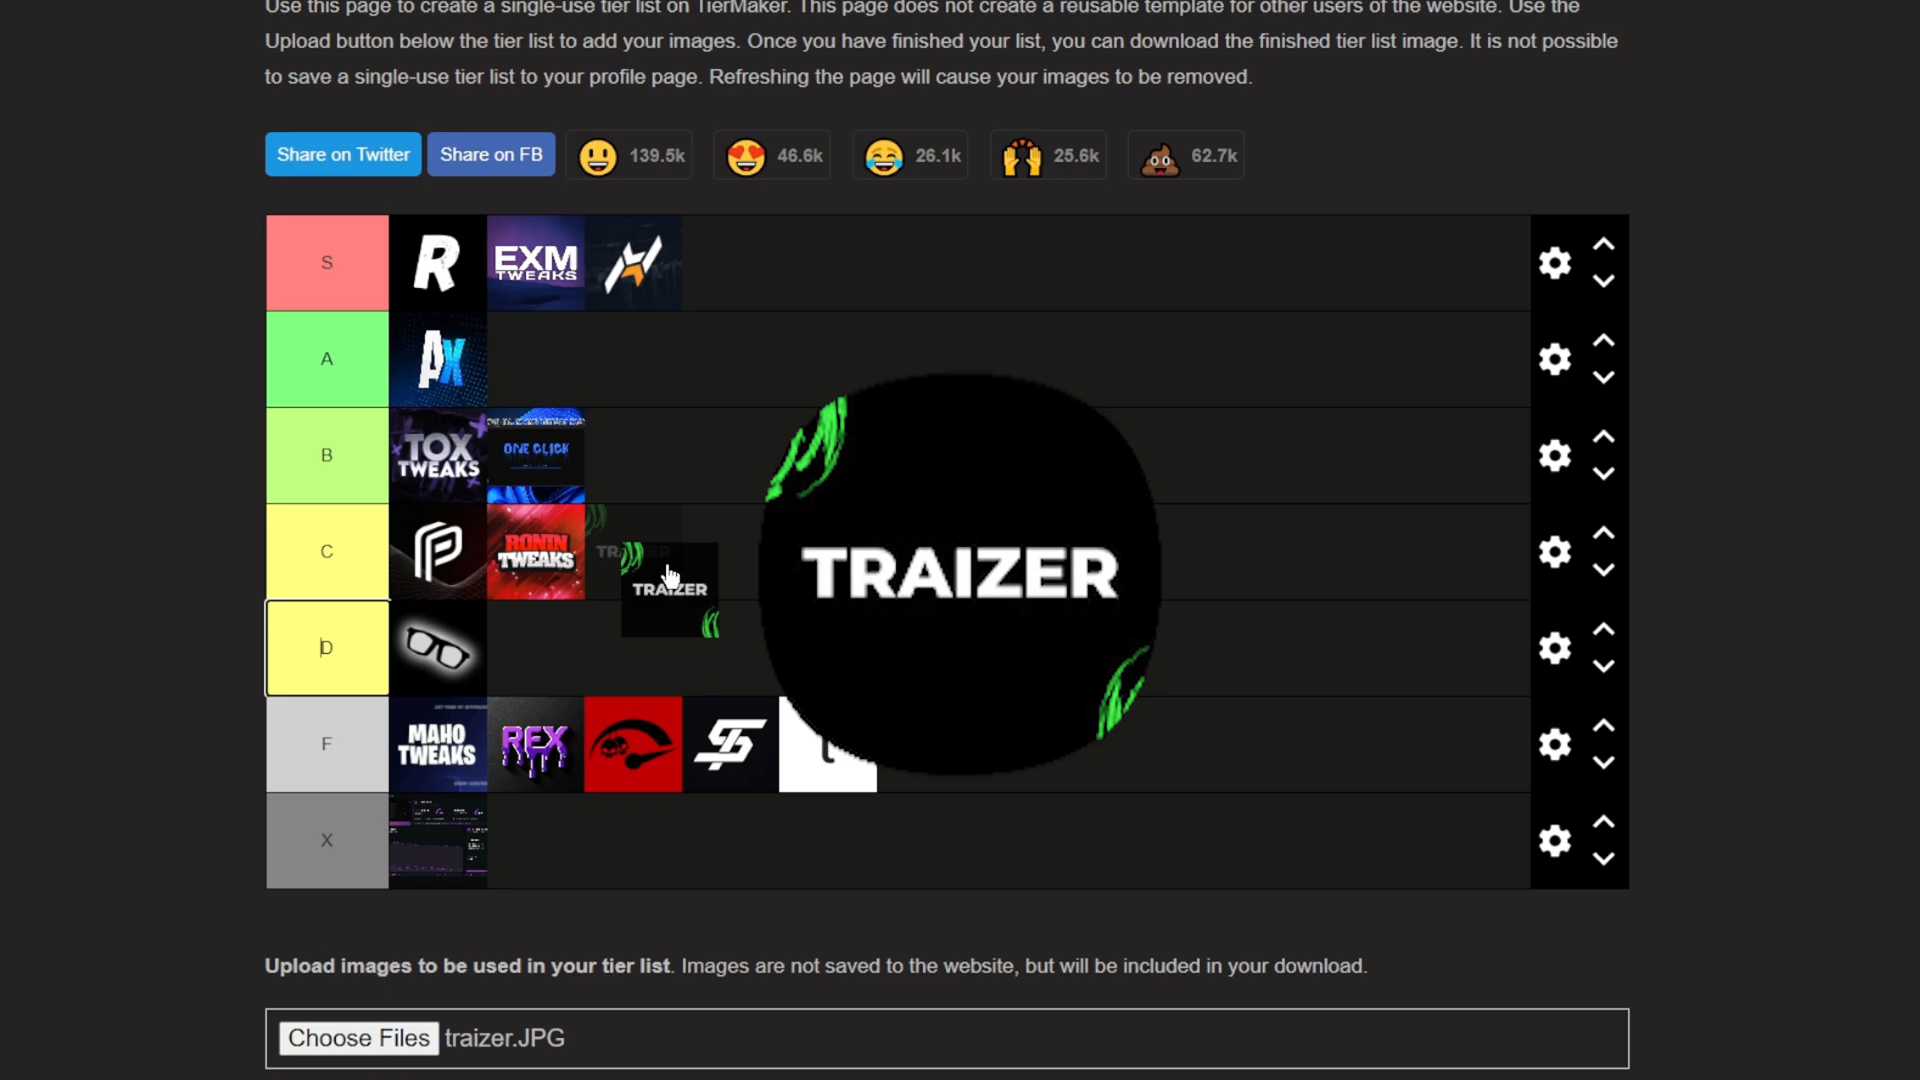 Use this page to create a single-use tier list on TierMaker. This page does not create a reusable template for other users of the website. Use the
Upload button below the tier list to add your images. Once you have finished your list, you can download the finished tier list image. It is not possible
to save a single-use tier list to your profile page. Refreshing the page will cause your images to be removed.
Share on Twitter
Share on FB
139.5k
46.6k
26.1k
25.6k
62.7k
S
R
EXM
TWEAKS
A
AX
B
TOX
TWEAKS
ONE CLICK
C
RONIN
TWEAKS
TRAIZER
TRAIZER
D
F
MAHO
TWEAKS
REX
X
Upload images to be used in your tier list. Images are not saved to the website, but will be included in your download.
Choose Files traizer.JPG